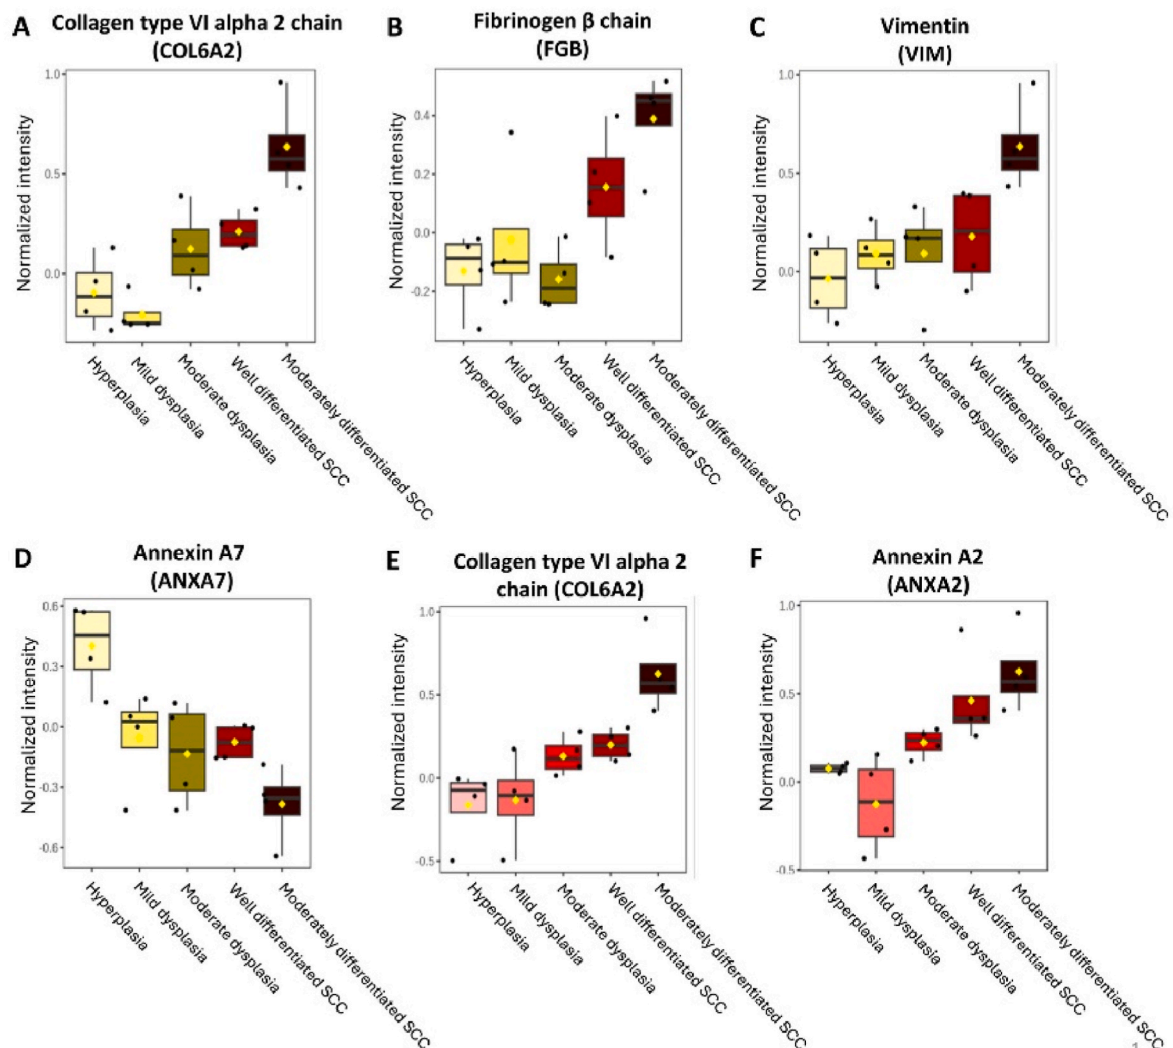 A
Collagen type VI alpha 2 chain
(COL6A2)
Normalized intensity
1.0
0.0
Hyperplasia
Mild dysplasia
Moderate dysplasia
Well differentiated SCC
Moderately differentiated SCC
B
Fibrinogen β chain
(FGB)
Normalized intensity
0.4
0.2
0.0
-0.2
Hyperplasia
Mild dysplasia
Moderate dysplasia
Well differentiated SCC
Moderately differentiated SCC
C
Vimentin
(VIM)
Normalized intensity
1.0
0.5
0.0
Hyperplasia
Mild dysplasia
Moderate dysplasia
Well differentiated SCC
Moderately differentiated SCC
D
Annexin A7
(ANXA7)
Normalized intensity
0.6
0.3
0.0
-0.3
-0.6
Hyperplasia
Mild dysplasia
Moderate dysplasia
Well differentiated SCC
Moderately differentiated SCC
E
Collagen type VI alpha 2
chain (COL6A2)
Normalized intensity
1.0
0.5
0.0
-0.5
Hyperplasia
Mild dysplasia
Moderate dysplasia
Well differentiated SCC
Moderately differentiated SCC
F
Annexin A2
(ANXA2)
Normalized intensity
1.0
0.5
0.0
-0.5
Hyperplasia
Mild dysplasia
Moderate dysplasia
Well differentiated SCC
Moderately differentiated SCC